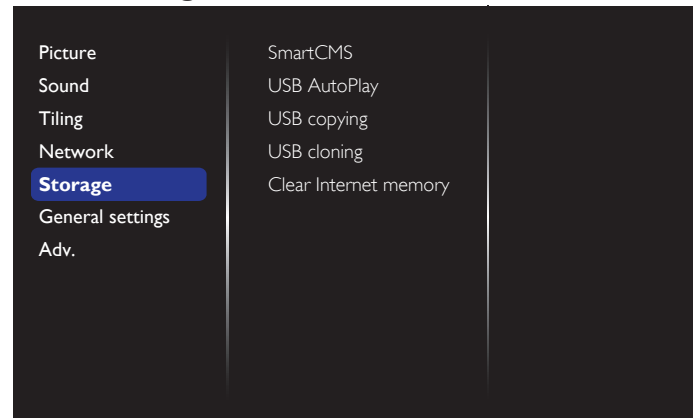 Picture
Sound
Tiling
Network
Storage
General settings
Adv.
SmartCMS
USB AutoPlay
USB copying
USB cloning
Clear Internet memory